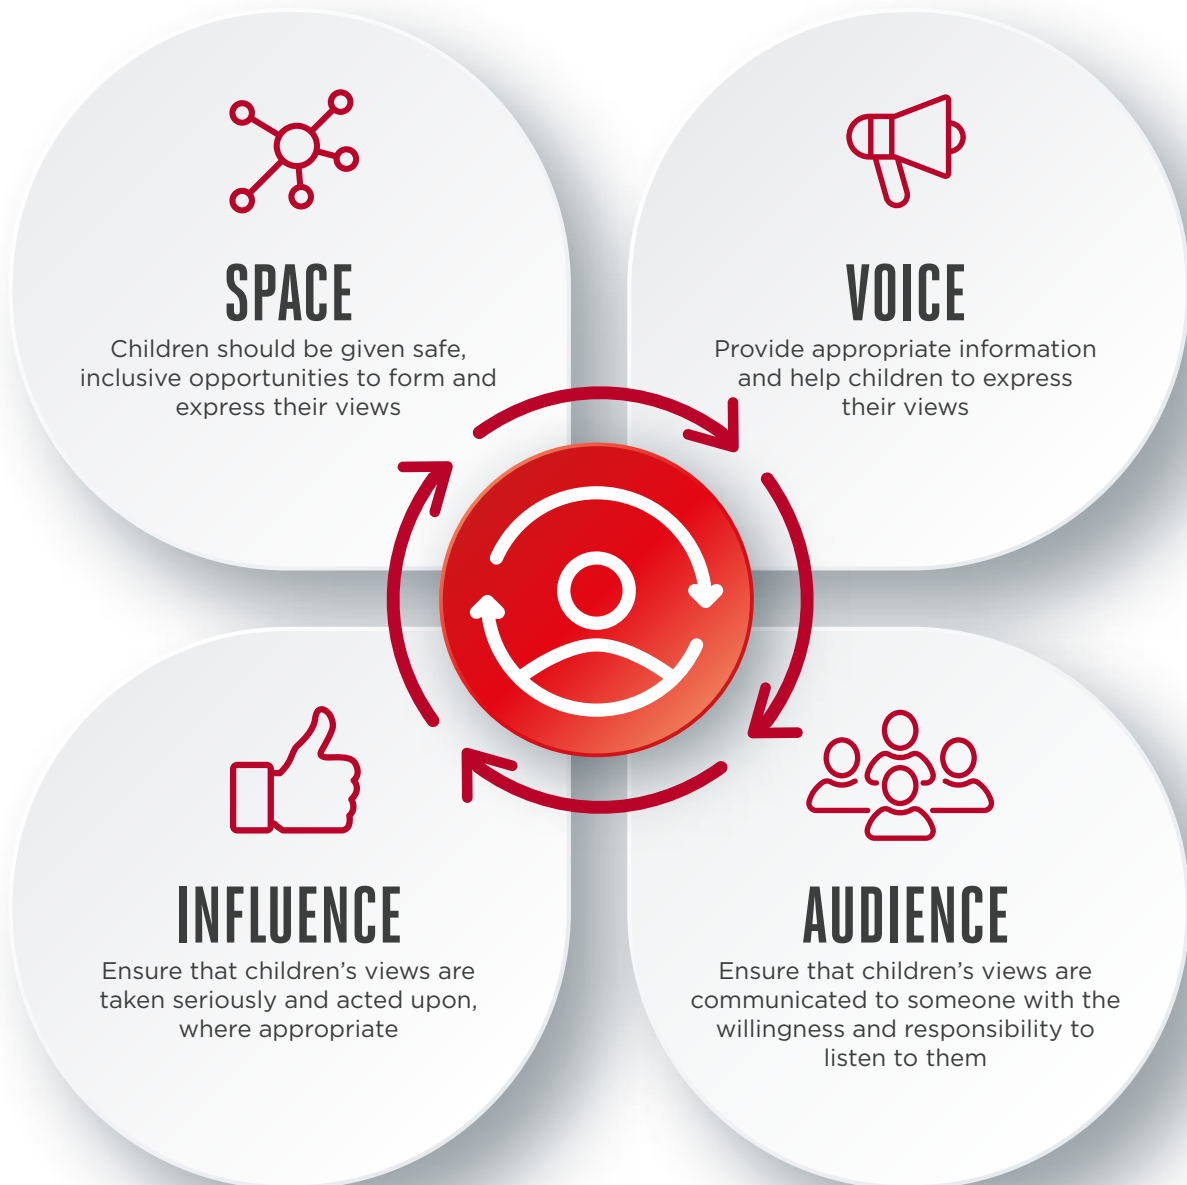 SPACE
Children should be given safe,
inclusive opportunities to form and
express their views
VOICE
Provide appropriate information
and help children to express
their views
INFLUENCE
Ensure that children’s views are
taken seriously and acted upon,
where appropriate
AUDIENCE
Ensure that children’s views are
communicated to someone with the
willingness and responsibility to
listen to them